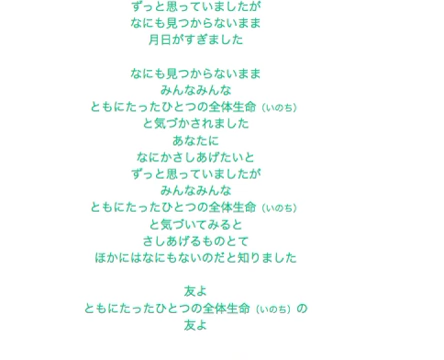 ずっと思っていましたが
なにも見つからないまま
月日がすぎました
なにも見つからないまま
みんなみんな
ともにたったひとつの全体生命（いのち）
と気づかされました
あなたに
なにかさしあげたいと
ずっと思っていましたが
みんなみんな
ともにたったひとつの全体生命（いのち）
と気づいてみると
さしあげるものとて
ほかにはなにもないのだと知りました
友よ
ともにたったひとつの全体生命（いのち）の
友よ